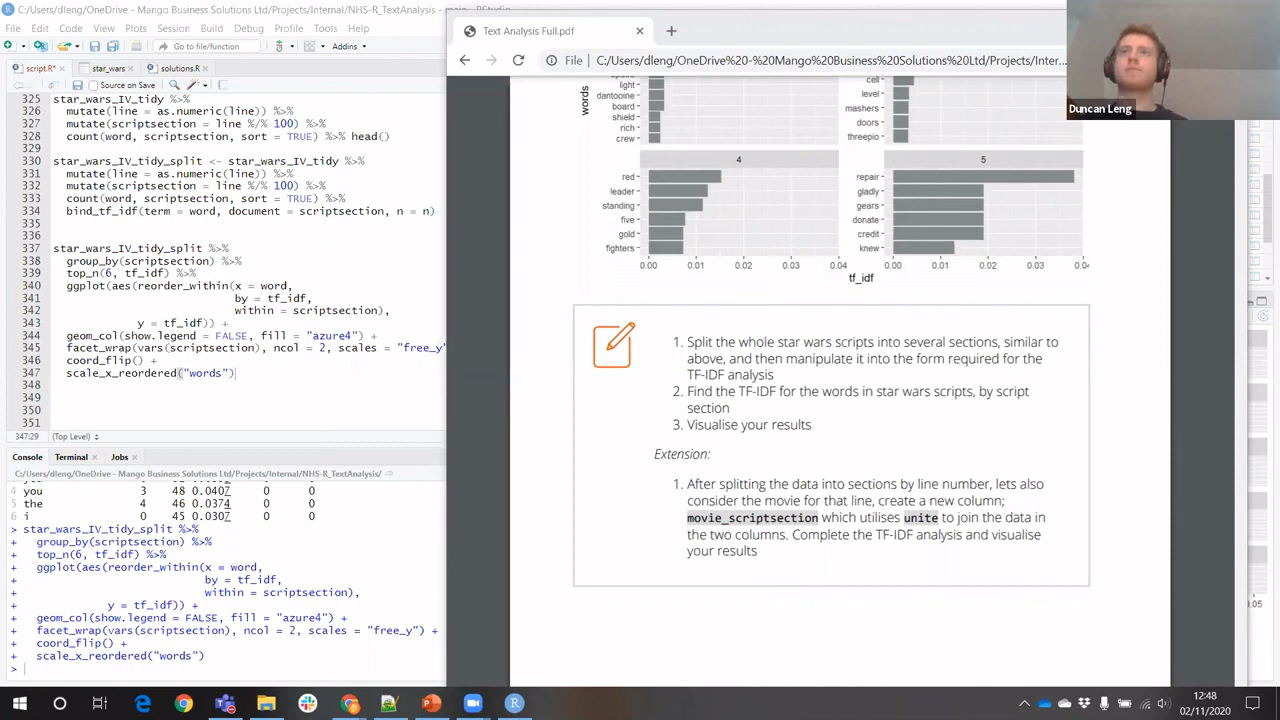 C:/Users/dleng/OneDrive - Mango Business Solutions Ltd/Projects/Internal/NHS-R_TextAnalysis - main - RStudio
File Edit Code View Plots Session Build Debug Profile Tools Help
Go to file/function
Addins
script.R*
star_wars
solutions.R
Source on Save
325 star_wars_IV_tidy %>%
326 mutate(line = as.numeric(line)) %>%
327 mutate(scriptsection = line %/% 100) %>%
328 count(word, scriptsection, sort = TRUE) %>% head()
329
330 star_wars_IV_tidy_split <- star_wars_IV_tidy %>%
331 mutate(line = as.numeric(line)) %>%
332 mutate(scriptsection = line %/% 100) %>%
333 count(word, scriptsection, sort = TRUE) %>%
334 bind_tf_idf(term = word, document = scriptsection, n = n)
335
336
337 star_wars_IV_tidy_split %>%
338 group_by(scriptsection) %>%
339 top_n(6, tf_idf) %>%
340 ggplot(aes(reorder_within(x = word,
341 by = tf_idf,
342 within = scriptsection),
343 y = tf_idf)) +
344 geom_col(show.legend = FALSE, fill = "azure4") +
345 facet_wrap(vars(scriptsection), ncol = 2, scales = "free_y"
346 coord_flip() +
347 scale_x_reordered("words")
348
349
350
351
347:29 (Top Level)
Console Terminal Jobs
C:/Users/dleng/OneDrive - Mango Business Solutions Ltd/Projects/Internal/NHS-R_TextAnalysis/
4 you 3 48 0.0407 0 0
5 the 4 46 0.0374 0 0
6 i 0 45 0.0307 0 0
> star_wars_IV_tidy_split %>%
+ group_by(scriptsection) %>%
+ top_n(6, tf_idf) %>%
+ ggplot(aes(reorder_within(x = word,
+ by = tf_idf,
+ within = scriptsection),
+ y = tf_idf)) +
+ geom_col(show.legend = FALSE, fill = "azure4") +
+ facet_wrap(vars(scriptsection), ncol = 2, scales = "free_y") +
+ coord_flip() +
+ scale_x_reordered("words")
>
Text Analysis Full.pdf
File C:/Users/dleng/OneDrive%20-%20Mango%20Business%20Solutions%20Ltd/Projects/Inter...
Duncan Leng
words
light
dantooine
board
shield
rich
crew
cell
level
mashers
doors
threepio
4
red
leader
standing
five
gold
fighters
0.00 0.01 0.02 0.03 0.04
5
repair
gladly
gears
donate
credit
knew
0.00 0.01 0.02 0.03 0.04
tf_idf
1. Split the whole star wars scripts into several sections, similar to
above, and then manipulate it into the form required for the
TF-IDF analysis
2. Find the TF-IDF for the words in star wars scripts, by script
section
3. Visualise your results
Extension:
1. After splitting the data into sections by line number, lets also
consider the movie for that line, create a new column;
movie_scriptsection which utilises unite to join the data in
the two columns. Complete the TF-IDF analysis and visualise
your results
0.05
12:48
02/11/2020